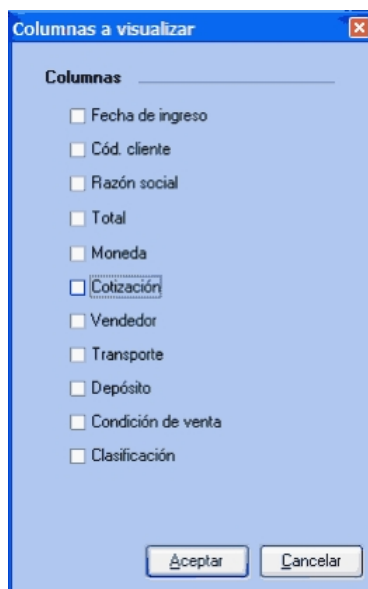 Columnas a visualizar
Columnas
Fecha de ingreso
Cód. cliente
Razón social
Total
Moneda
Cotización
Vendedor
Transporte
Depósito
Condición de venta
Clasificación
Aceptar Cancelar